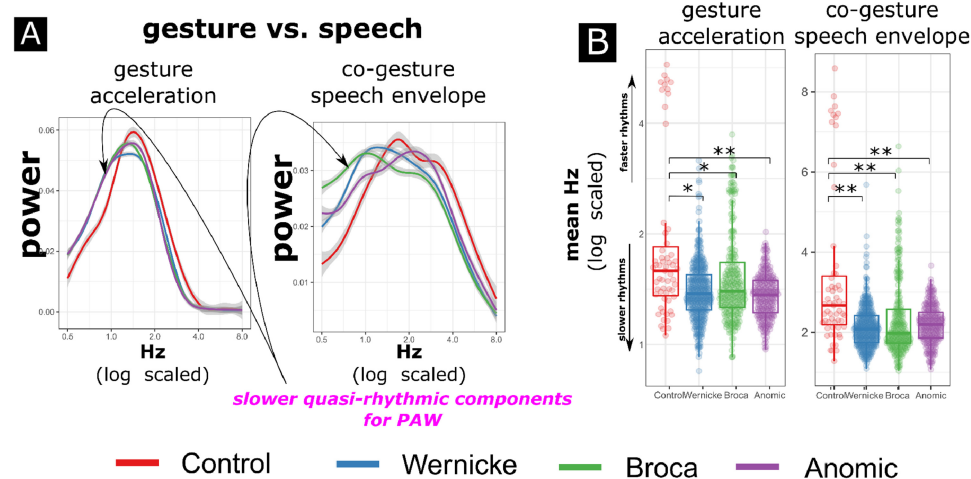 A
gesture vs. speech
gesture
acceleration
co-gesture
speech envelope
power
0.06
0.04
0.02
0.00
0.5 1.0 2.0 4.0 8.0
Hz
(log scaled)
power
0.04
0.03
0.02
0.01
0.5 1.0 2.0 4.0 8.0
Hz
(log scaled)
slower quasi-rhythmic components
for PAW
B
gesture
acceleration
co-gesture
speech envelope
mean Hz
(log scaled)
faster rhythms
slower rhythms
4
2
1
**
*
*
Control Wernicke Broca Anomic
8
6
4
2
**
**
**
Control Wernicke Broca Anomic
Control Wernicke Broca Anomic